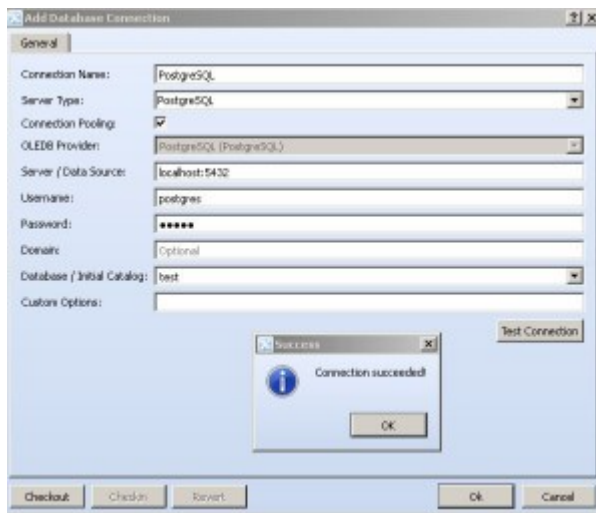 Add Database Connection
General
Connection Name: PostgreSQL
Server Type: PostgreSQL
Connection Pooling:
OLEDB Provider: PostgreSQL (PostgreSQL)
Server / Data Source: localhost:5432
Username: postgres
Password: •••••
Domain: Optional
Database / Initial Catalog: test
Custom Options:
Test Connection
Success
Connection succeeded!
OK
Checkout Checkin Revert Ok Cancel